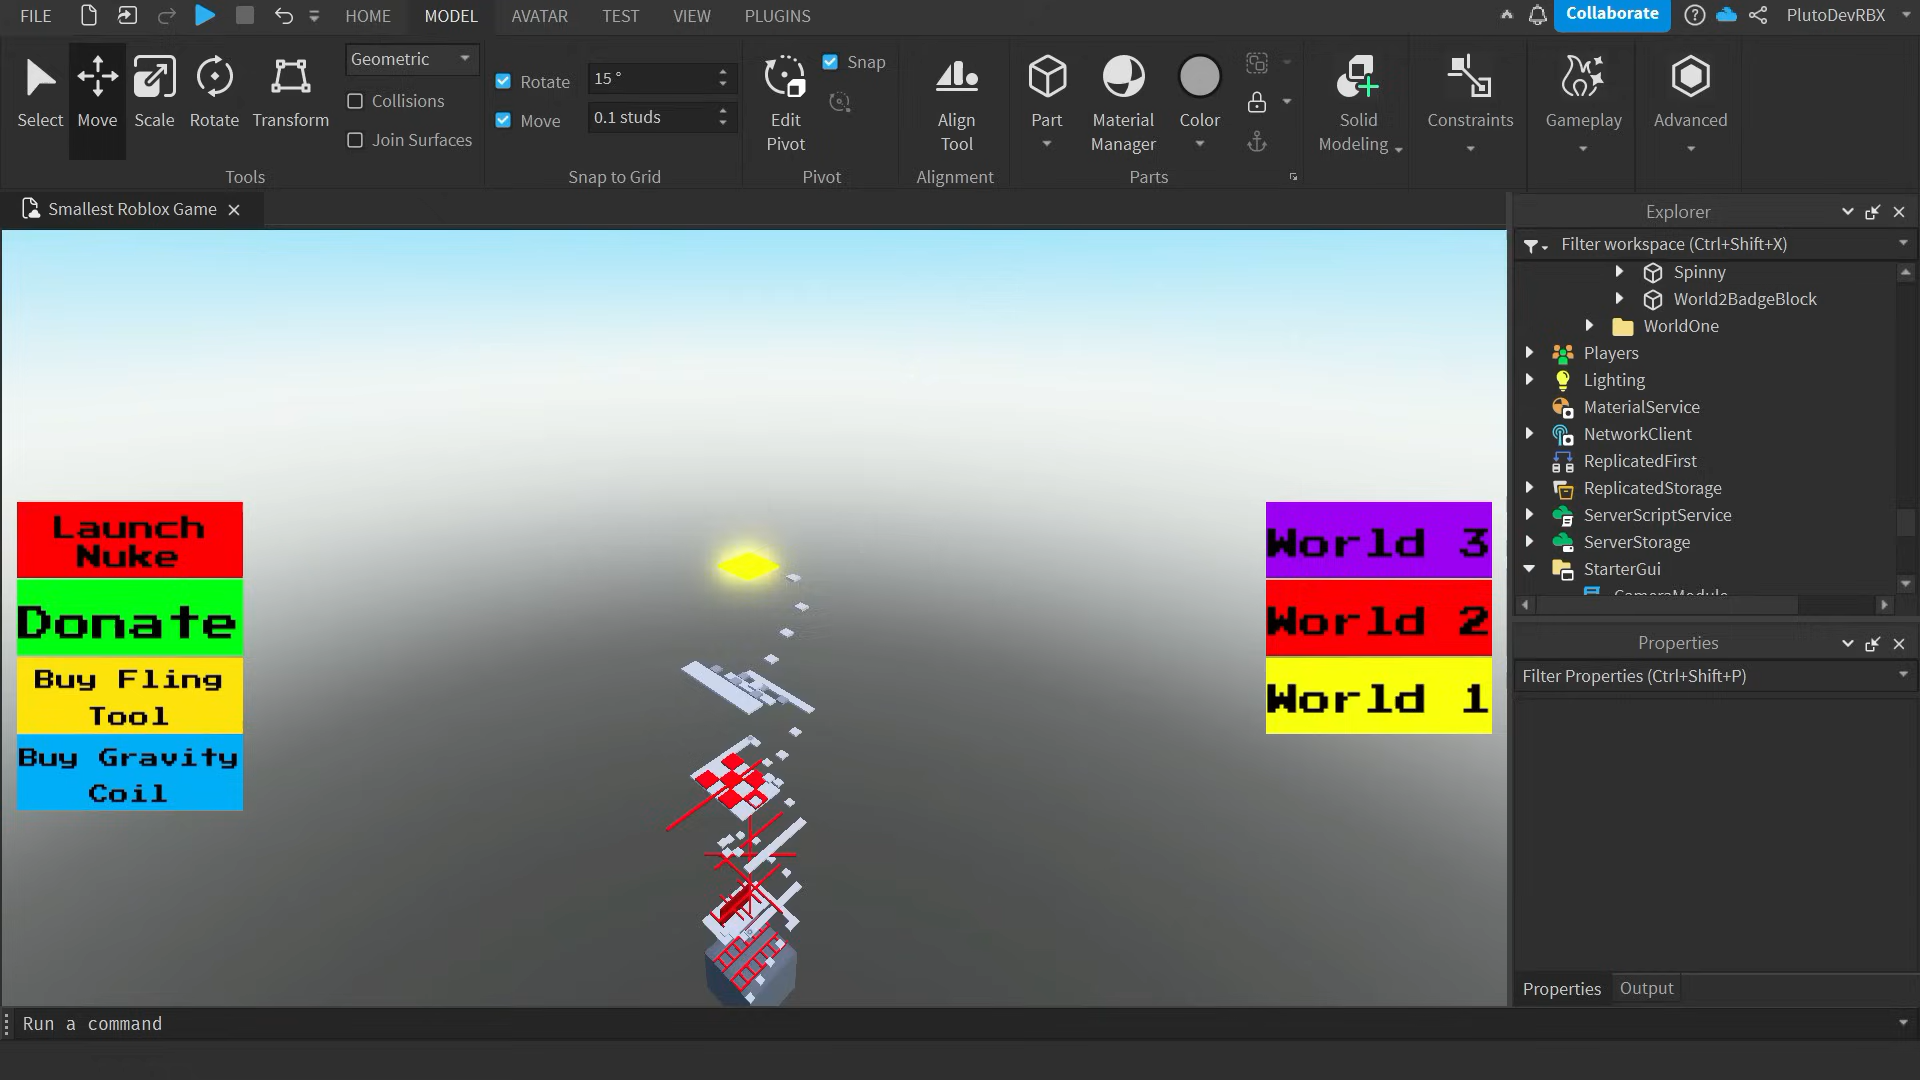 FILE HOME MODEL AVATAR TEST VIEW PLUGINS Collaborate PlutoDevRBX
Select Move Scale Rotate Transform
Geometric
Collisions
Join Surfaces
Tools
Rotate 15 °
Move 0.1 studs
Snap to Grid
Edit
Pivot
Snap
Pivot
Align
Tool
Alignment
Part
Material
Manager
Color
Parts
Solid
Modeling
Constraints
Gameplay
Advanced
Smallest Roblox Game
Launch
Nuke
Donate
Buy Fling
Tool
Buy Gravity
Coil
World 3
World 2
World 1
Explorer
Filter workspace (Ctrl+Shift+X)
Spinny
World2BadgeBlock
WorldOne
Players
Lighting
MaterialService
NetworkClient
ReplicatedFirst
ReplicatedStorage
ServerScriptService
ServerStorage
StarterGui
CameraModule
Properties
Filter Properties (Ctrl+Shift+P)
Properties Output
Run a command